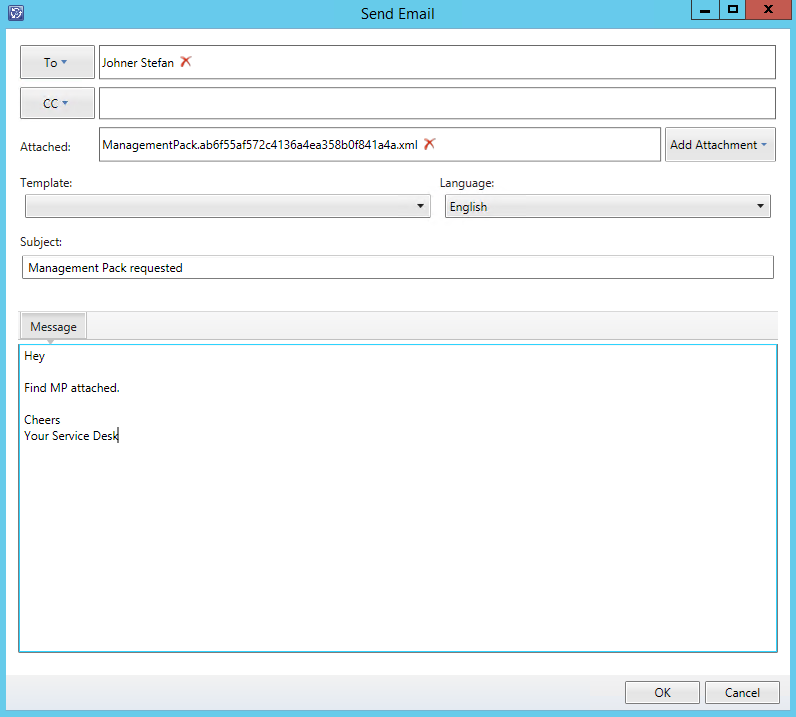 Send Email
To
Johner Stefan
CC
Attached:
ManagementPack.ab6f55af572c4136a4ea358b0f841a4a.xml
Add Attachment
Template:
Language:
English
Subject:
Management Pack requested
Message
Hey
Find MP attached.
Cheers
Your Service Desk
OK
Cancel